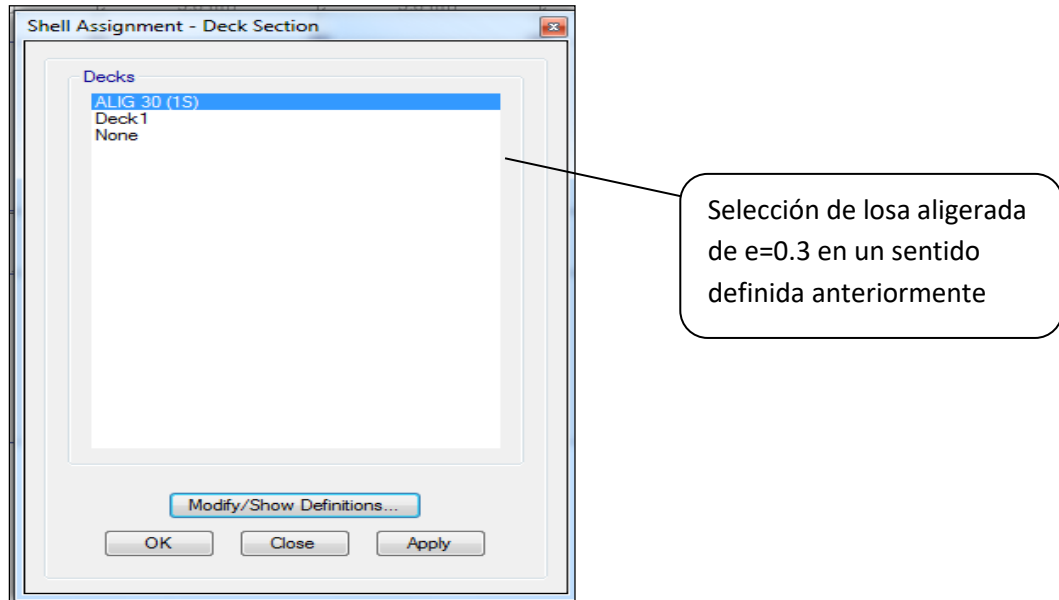 Shell Assignment - Deck Section
Decks
ALIG 30 (1S)
Deck1
None
Modify/Show Definitions...
OK
Close
Apply
Selección de losa aligerada
de e=0.3 en un sentido
definida anteriormente